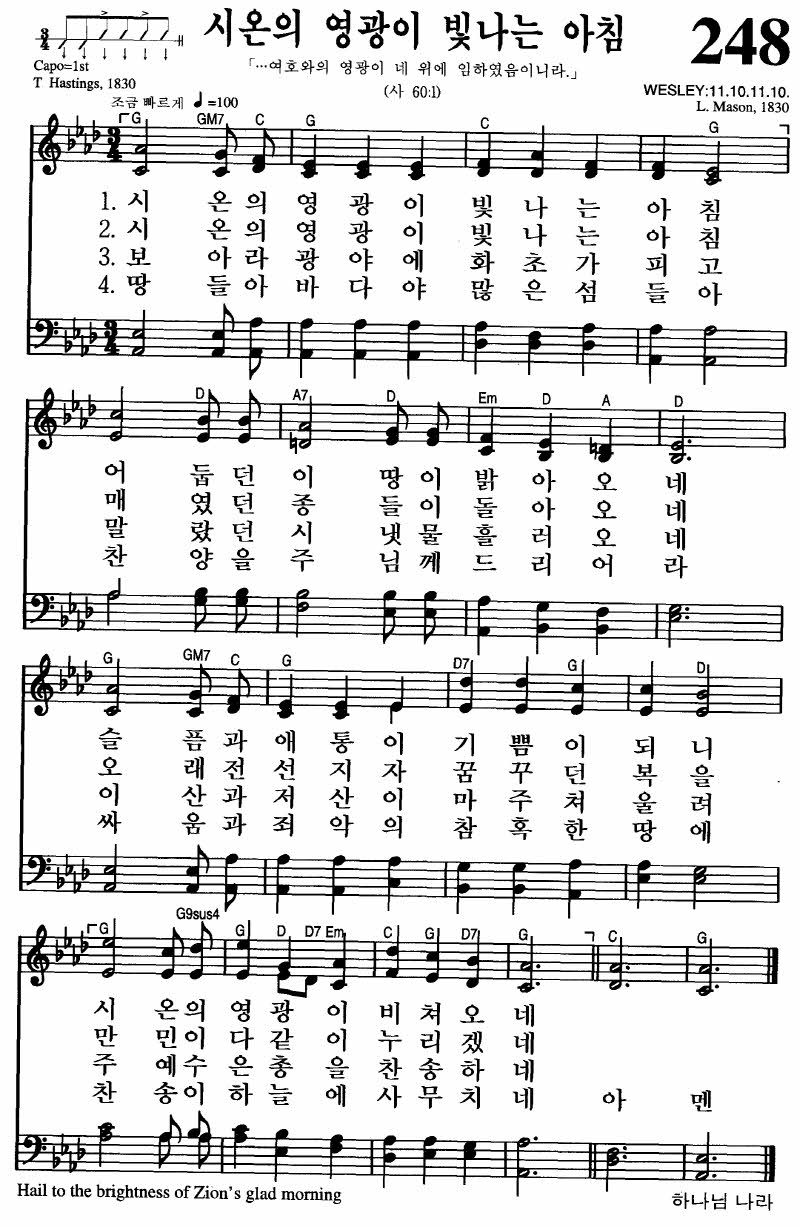 시온의 영광이 빛나는 아침 248
3/4
Capo=1st
T Hastings, 1830
「…여호와의 영광이 네 위에 임하였음이니라.」
(사 60:1)
WESLEY:11.10.11.10.
L. Mason, 1830
조금 빠르게 ♩=100
G GM7 C G C G
1. 시 온의 영 광 이 빛 나 는 아 침
2. 시 온의 영 광 이 빛 나 는 아 침
3. 보 아라 광 야 에 화 초 가 피 고
4. 땅 들아 바 다 야 많 은 섬 들 아
D A7 D Em D A D
어 둡 던 이 땅 이 밝 아 오 네
매 였 던 종 들 이 돌 아 오 네
말 랐 던 시 냇 물 흘 러 오 네
찬 양 을 주 님 께 드 리 어 라
G GM7 C G D7 G D
슬 픔 과 애 통 이 기 쁨 이 되 니
오 래 전 선 지 자 꿈 꾸 던 복 을
이 산 과 저 산 이 마 주 쳐 울 려
싸 움 과 죄 악 의 참 혹 한 땅 에
G G9sus4 G D D7 Em C G D7 G C G
시 온의 영 광 이 비 쳐 오 네
만 민이 다 같 이 누 리 겠 네
주 예수 은 총 을 찬 송 하 네
찬 송이 하 늘 에 사 무 치 네 아 멘
Hail to the brightness of Zion's glad morning
하나님 나라